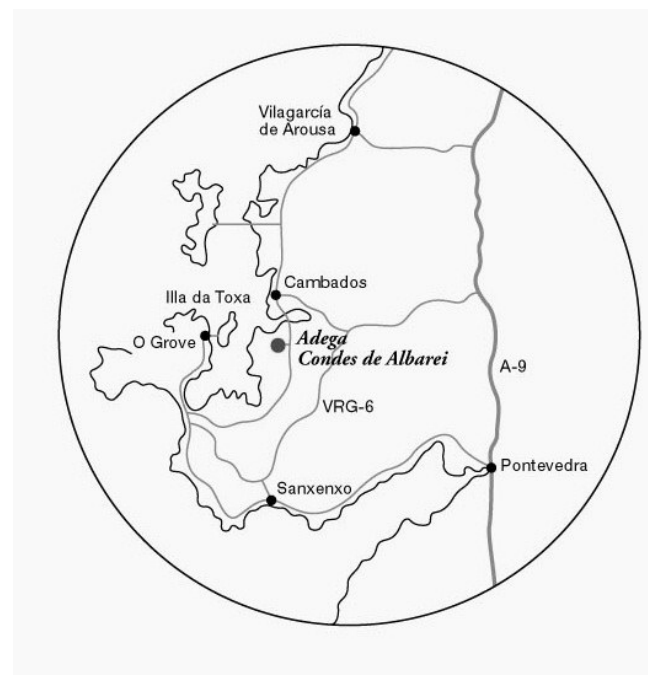 Vilagarcía
de Arousa
Cambados
Illa da Toxa
O Grove
Adega
Condes de Albarei
A-9
VRG-6
Pontevedra
Sanxenxo